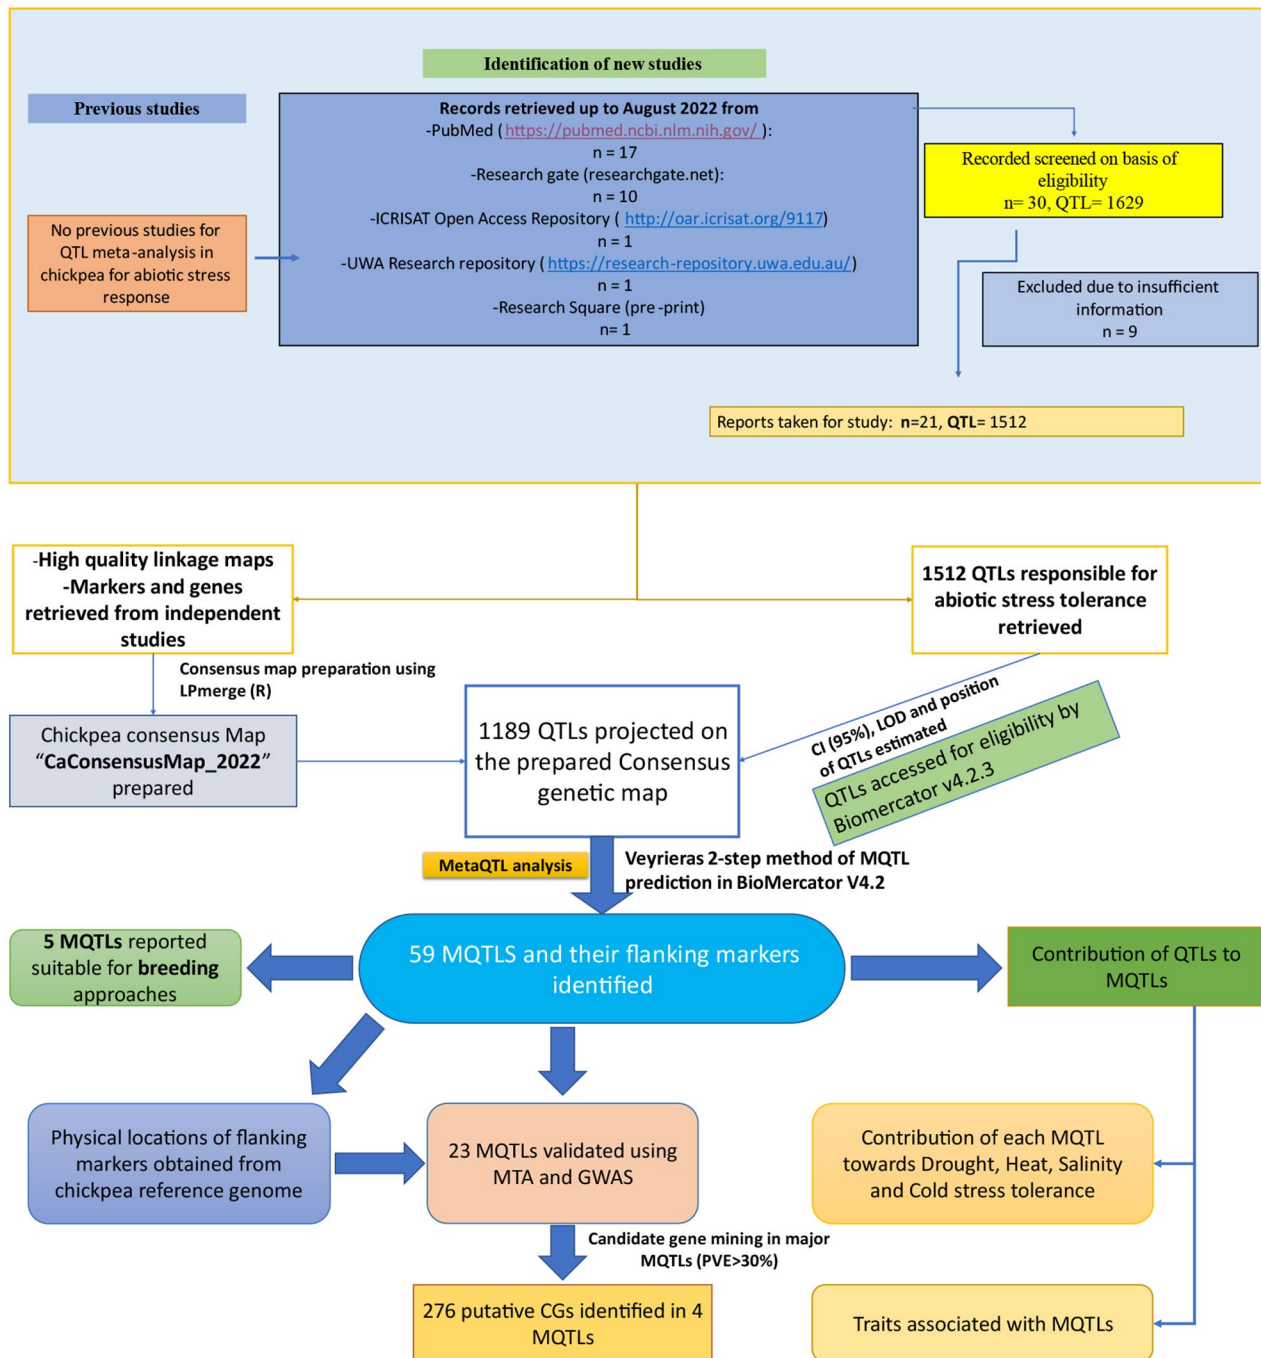 Identification of new studies
Previous studies
Records retrieved up to August 2022 from
-PubMed (https://pubmed.ncbi.nlm.nih.gov/ ):
n = 17
-Research gate (researchgate.net):
n = 10
-ICRISAT Open Access Repository ( http://oar.icrisat.org/9117)
n = 1
-UWA Research repository ( https://research-repository.uwa.edu.au/)
n = 1
-Research Square (pre -print)
n= 1
No previous studies for
QTL meta-analysis in
chickpea for abiotic stress
response
Recorded screened on basis of
eligibility
n= 30, QTL= 1629
Excluded due to insufficient
information
n = 9
Reports taken for study: n=21, QTL= 1512
-High quality linkage maps
-Markers and genes
retrieved from independent
studies
1512 QTLs responsible for
abiotic stress tolerance
retrieved
Consensus map preparation using
LPmerge (R)
Chickpea consensus Map
“CaConsensusMap_2022”
prepared
1189 QTLs projected on
the prepared Consensus
genetic map
CI (95%), LOD and position
of QTLs estimated
QTLs accessed for eligibility by
Biomercator v4.2.3
MetaQTL analysis
Veyrieras 2-step method of MQTL
prediction in BioMercator V4.2
5 MQTLs reported
suitable for breeding
approaches
59 MQTLS and their flanking markers
identified
Contribution of QTLs to
MQTLs
Physical locations of flanking
markers obtained from
chickpea reference genome
23 MQTLs validated using
MTA and GWAS
Contribution of each MQTL
towards Drought, Heat, Salinity
and Cold stress tolerance
Candidate gene mining in major
MQTLs (PVE>30%)
276 putative CGs identified in 4
MQTLs
Traits associated with MQTLs